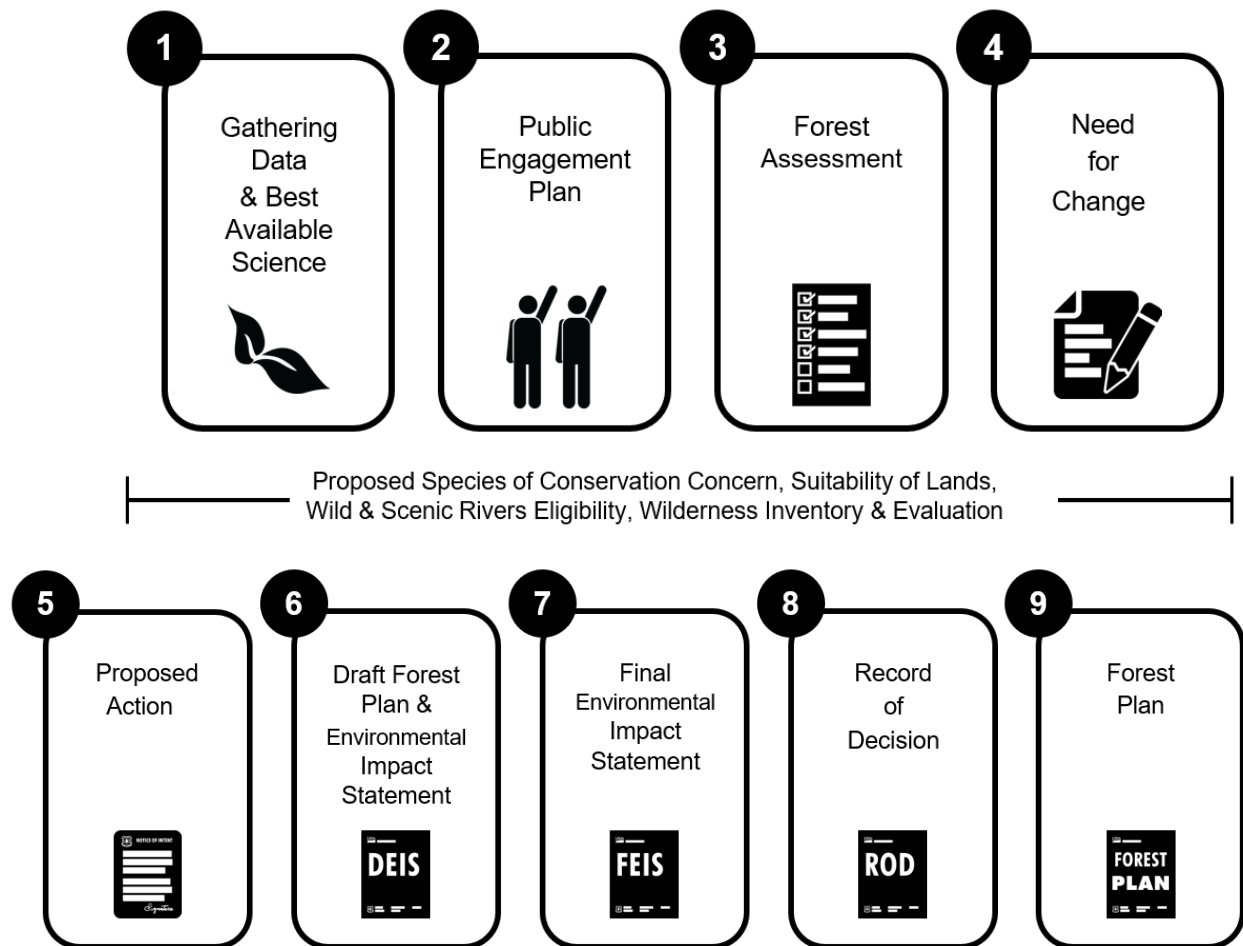 1
Gathering
Data
& Best
Available
Science
2
Public
Engagement
Plan
3
Forest
Assessment
4
Need
for
Change
Proposed Species of Conservation Concern, Suitability of Lands,
Wild & Scenic Rivers Eligibility, Wilderness Inventory & Evaluation
5
Proposed
Action
NOTICE OF INTENT
Signature
6
Draft Forest
Plan &
Environmental
Impact
Statement
DEIS
7
Final
Environmental
Impact
Statement
FEIS
8
Record
of
Decision
ROD
9
Forest
Plan
FOREST
PLAN